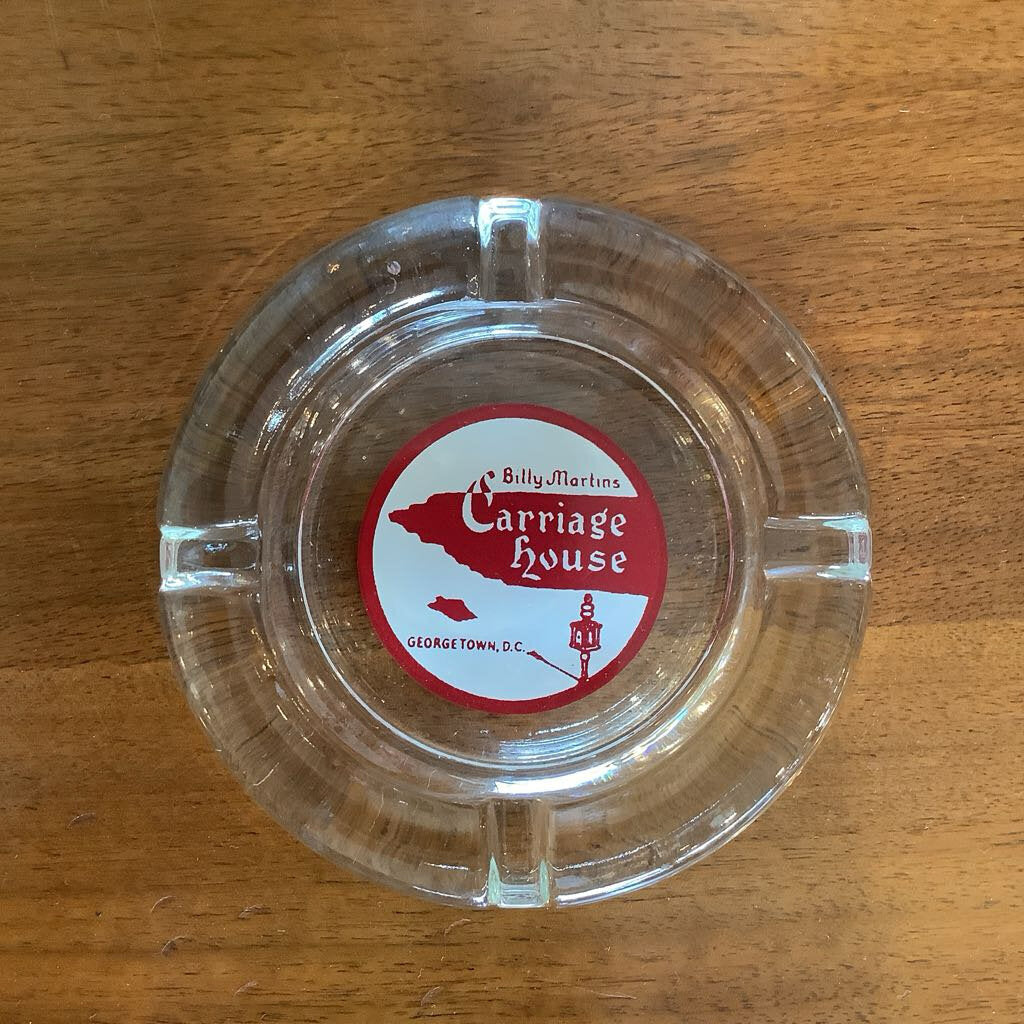 Billy Martins
Carriage
house
GEORGETOWN, D.C.